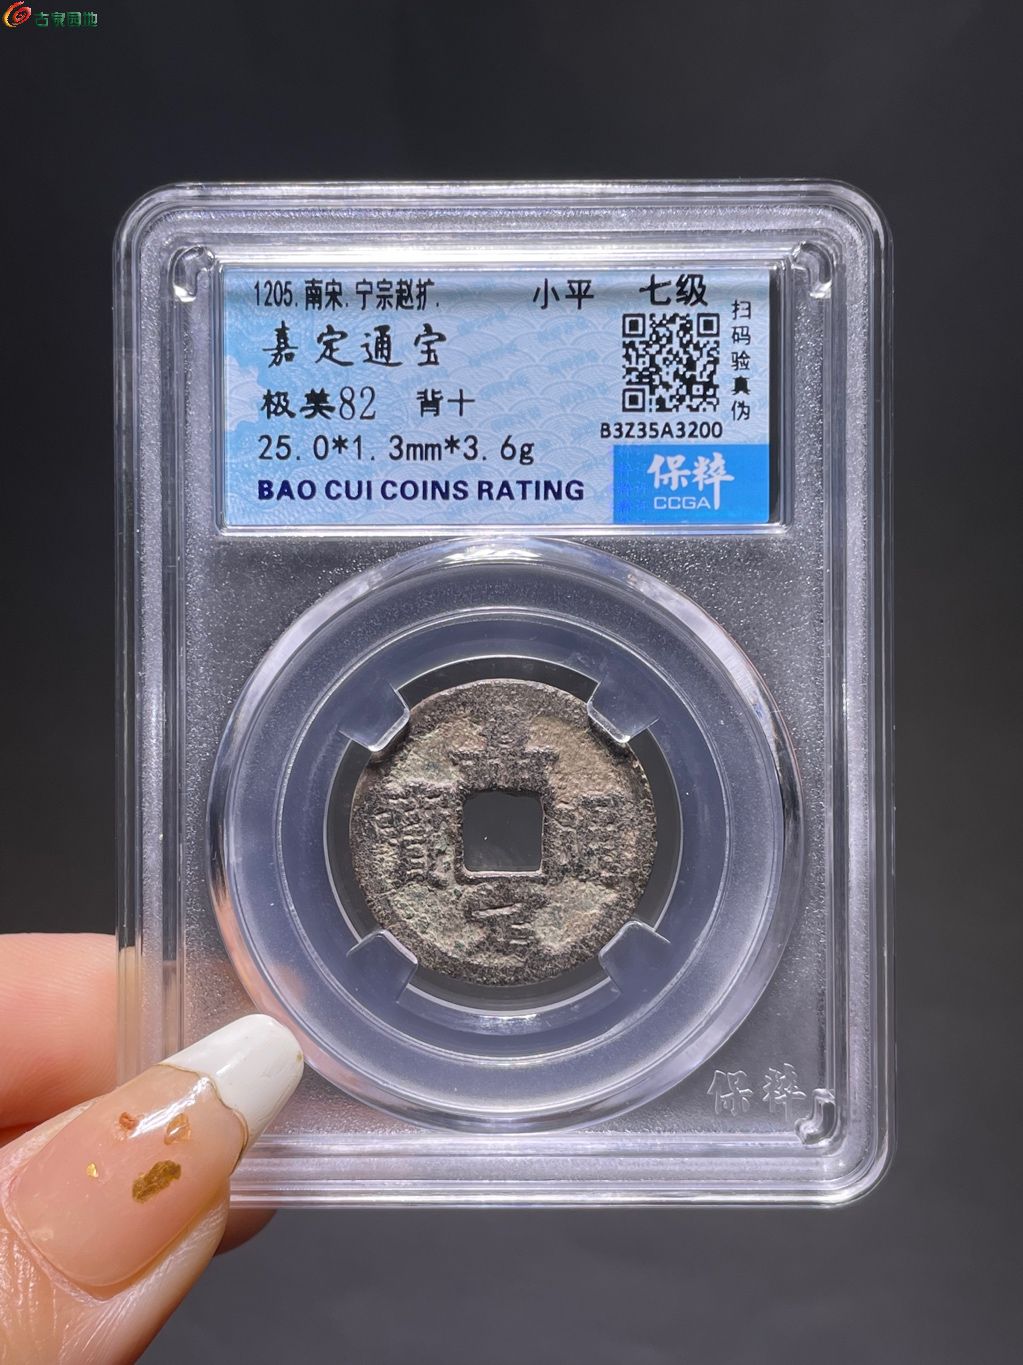 古泉园地
1205.南宋.宁宗赵扩. 小平 七级
嘉定通宝
极美82 背十
25.0*1.3mm*3.6g
BAO CUI COINS RATING
扫码验真伪
B3Z35A3200
保粹
CCGA
嘉定通寳
保粹